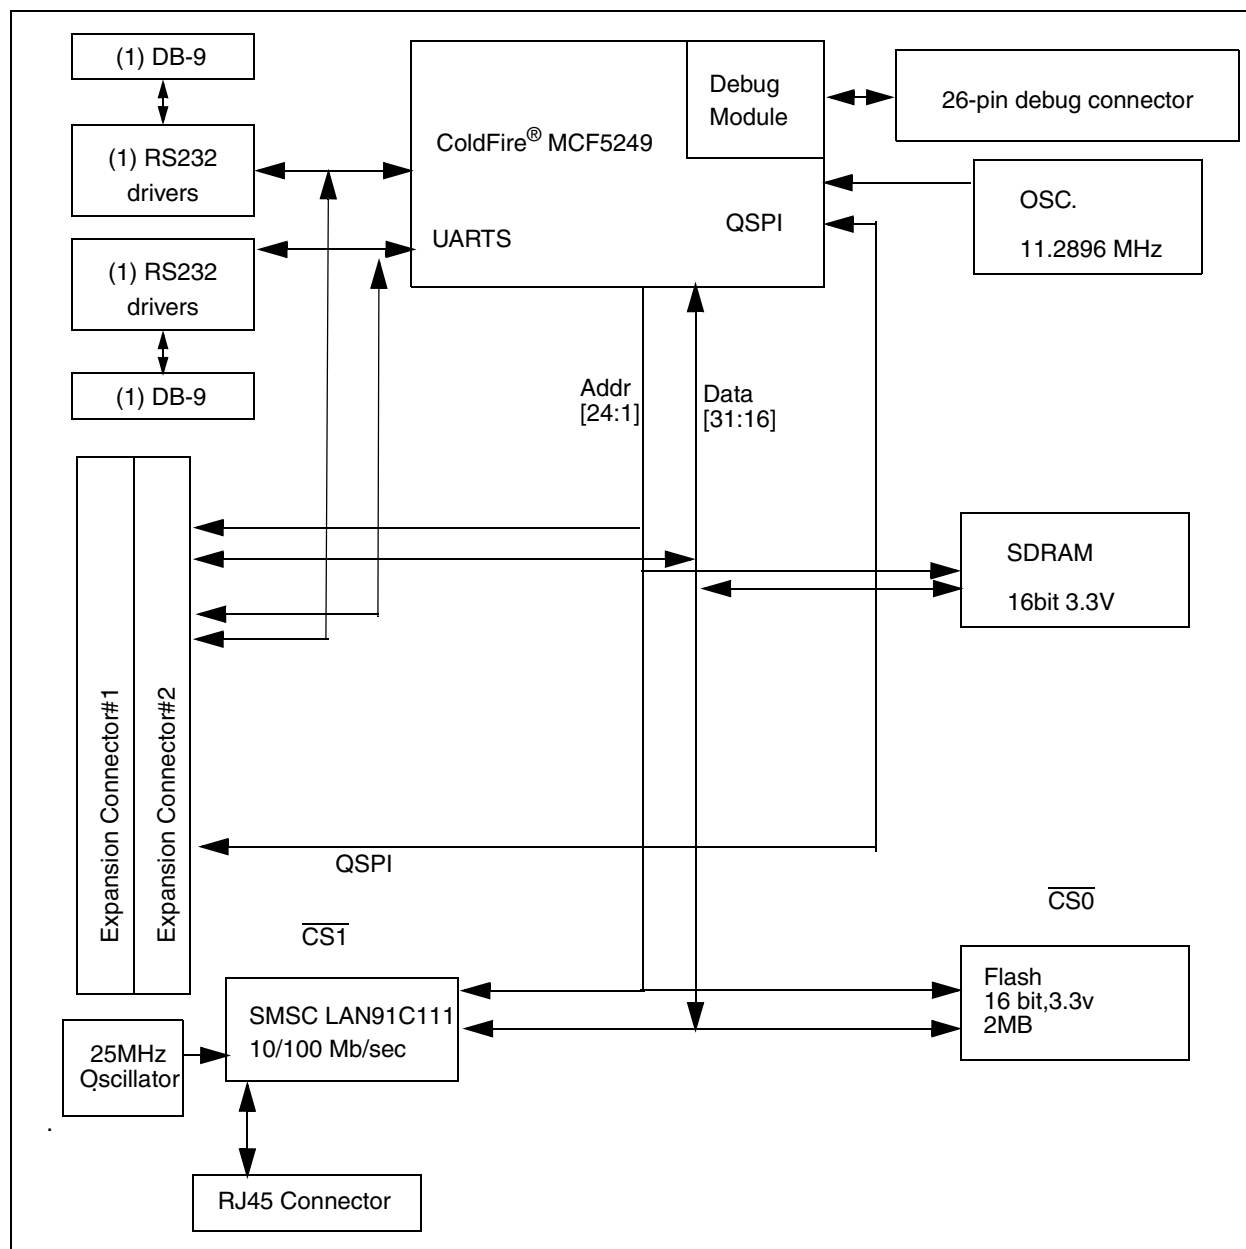 (1) DB-9
(1) RS232
drivers
(1) RS232
drivers
(1) DB-9
ColdFire® MCF5249
Debug
Module
UARTS
QSPI
26-pin debug connector
OSC.
11.2896 MHz
Addr
[24:1]
Data
[31:16]
SDRAM
16bit 3.3V
Expansion Connector#1
Expansion Connector#2
QSPI
CS1
CS0
SMSC LAN91C111
10/100 Mb/sec
Flash
16 bit,3.3v
2MB
25MHz
Oscillator
.
RJ45 Connector